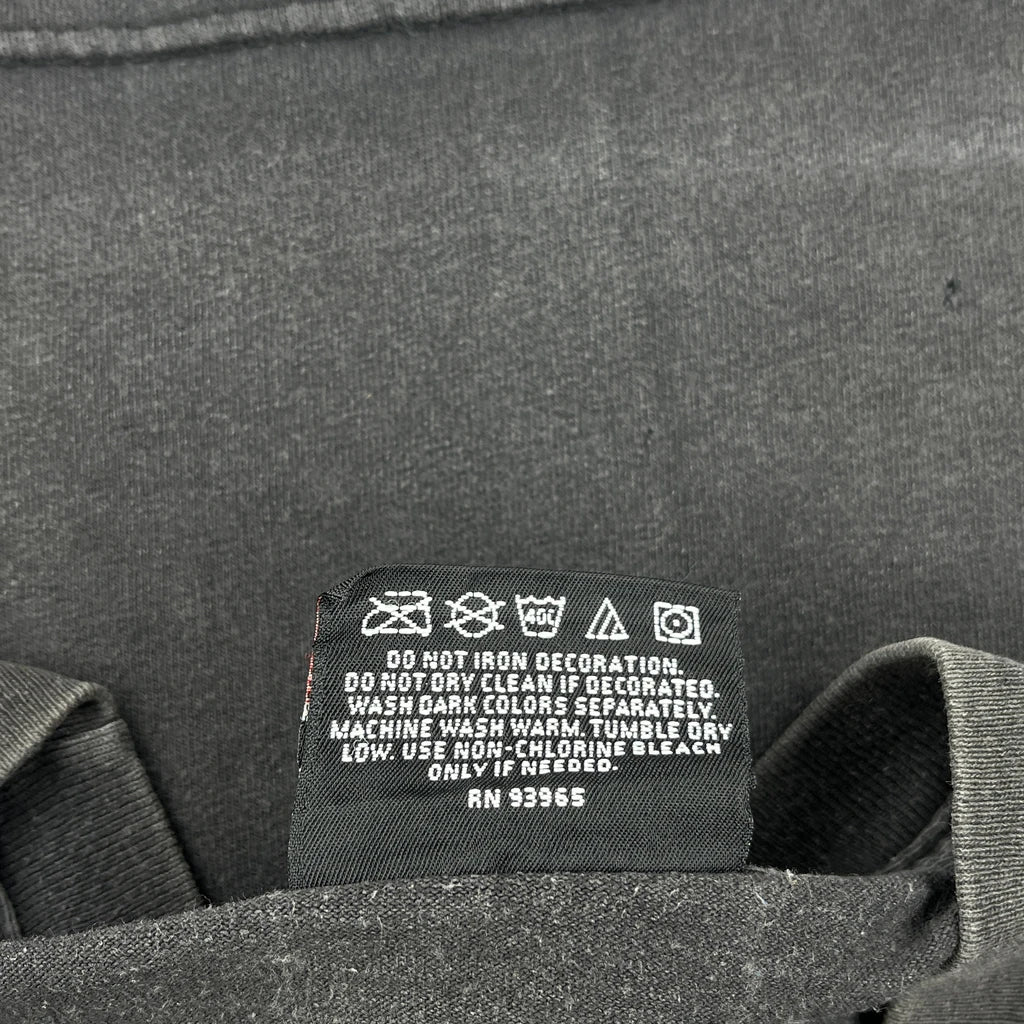 40C
DO NOT IRON DECORATION.
DO NOT DRY CLEAN IF DECORATED.
WASH DARK COLORS SEPARATELY.
MACHINE WASH WARM. TUMBLE DRY
LOW. USE NON-CHLORINE BLEACH
ONLY IF NEEDED.
RN 93965